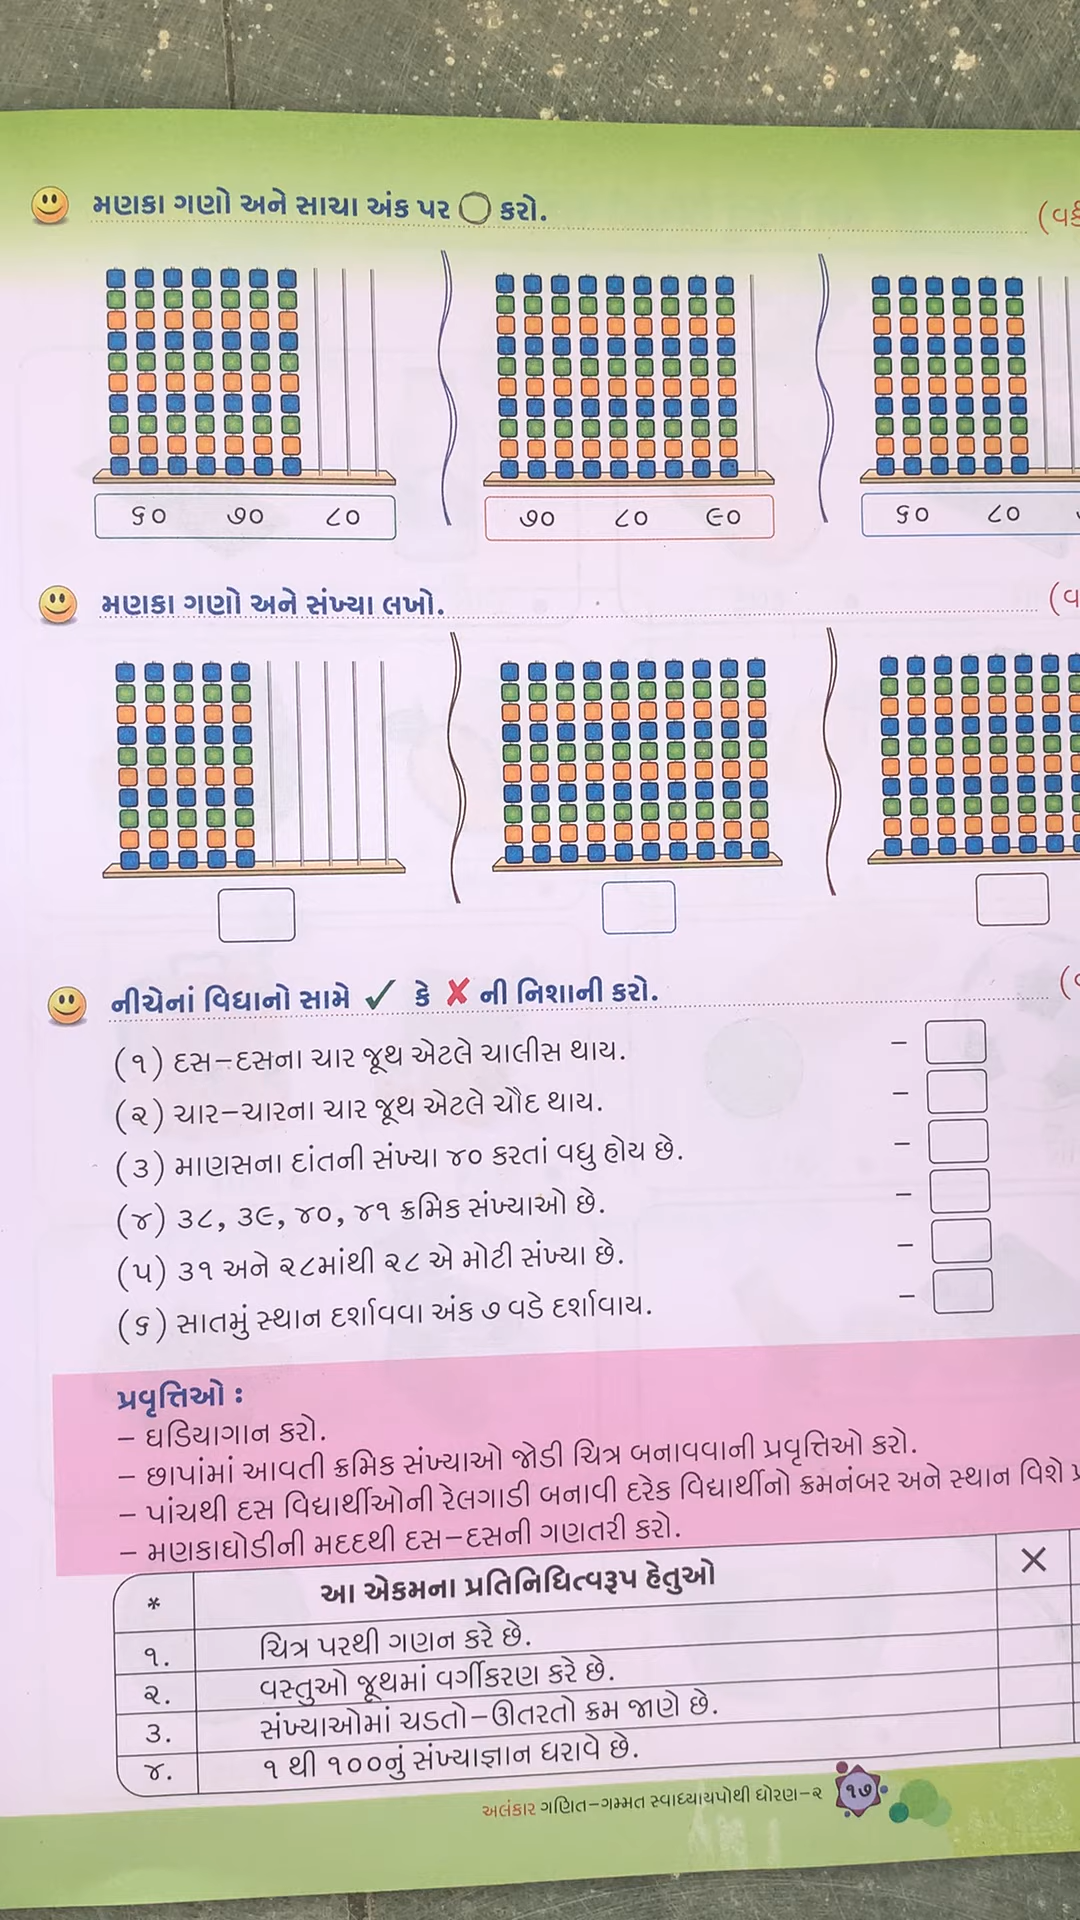 મણકા ગણો અને સાચા અંક પર ◯ કરો.
૬૦ ૭૦ ૮૦
૭૦ ૮૦ ૯૦
૬૦ ૮૦
મણકા ગણો અને સંખ્યા લખો.
નીચેનાં વિધાનો સામે ✓ કે ✗ ની નિશાની કરો.
(૧) દસ-દસના ચાર જૂથ એટલે ચાલીસ થાય. -
(૨) ચાર-ચારના ચાર જૂથ એટલે ચૌદ થાય. -
(૩) માણસના દાંતની સંખ્યા ૪૦ કરતાં વધુ હોય છે. -
(૪) ૩૮, ૩૯, ૪૦, ૪૧ ક્રમિક સંખ્યાઓ છે. -
(૫) ૩૧ અને ૨૮માંથી ૨૮ એ મોટી સંખ્યા છે. -
(૬) સાતમું સ્થાન દર્શાવવા અંક ૭ વડે દર્શાવાય. -
પ્રવૃત્તિઓ :
- ઘડિયાગાન કરો.
- છાપાંમાં આવતી ક્રમિક સંખ્યાઓ જોડી ચિત્ર બનાવવાની પ્રવૃત્તિઓ કરો.
- પાંચથી દસ વિદ્યાર્થીઓની રેલગાડી બનાવી દરેક વિદ્યાર્થીનો ક્રમનંબર અને સ્થાન વિશે
- મણકાઘોડીની મદદથી દસ-દસની ગણતરી કરો.
* આ એકમના પ્રતિનિધિત્વરૂપ હેતુઓ ×
૧. ચિત્ર પરથી ગણન કરે છે.
૨. વસ્તુઓ જૂથમાં વર્ગીકરણ કરે છે.
૩. સંખ્યાઓમાં ચડતો-ઊતરતો ક્રમ જાણે છે.
૪. ૧ થી ૧૦૦નું સંખ્યાજ્ઞાન ધરાવે છે.
અલંકાર ગણિત-ગમ્મત સ્વાધ્યાયપોથી ધોરણ-૨ ૧૭